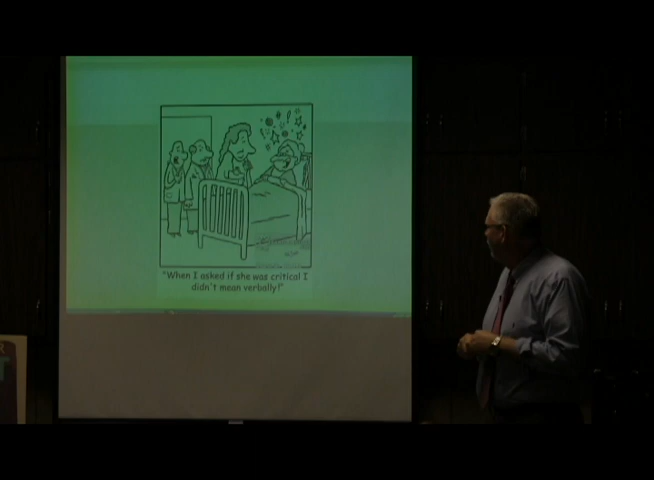 "When I asked if she was critical I
didn't mean verbally!"